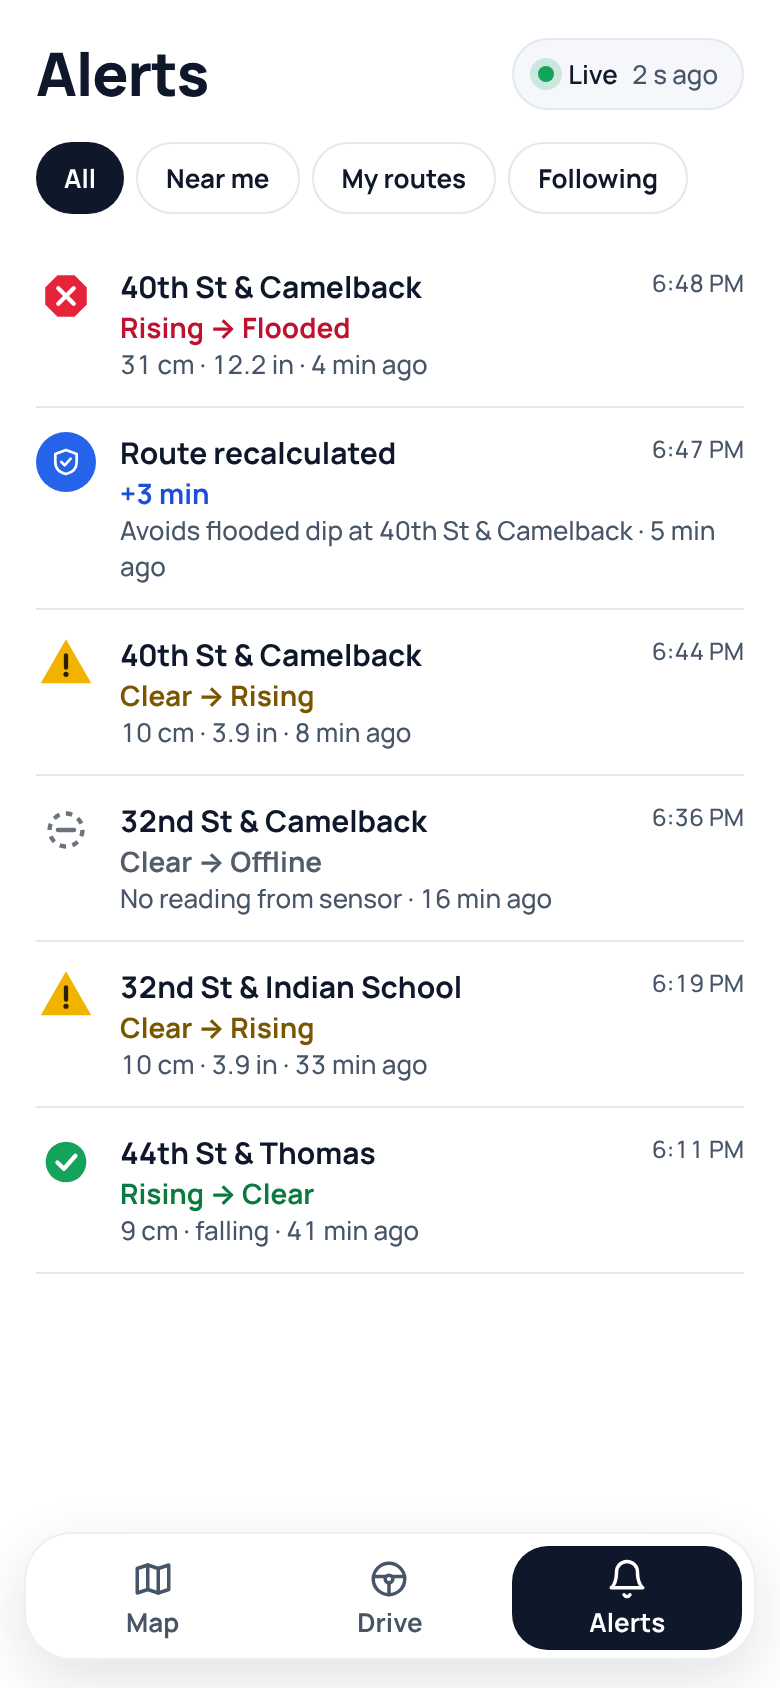 Alerts
Live 2 s ago
All
Near me
My routes
Following
40th St & Camelback
6:48 PM
Rising → Flooded
31 cm · 12.2 in · 4 min ago
Route recalculated
6:47 PM
+3 min
Avoids flooded dip at 40th St & Camelback · 5 min
ago
40th St & Camelback
6:44 PM
Clear → Rising
10 cm · 3.9 in · 8 min ago
32nd St & Camelback
6:36 PM
Clear → Offline
No reading from sensor · 16 min ago
32nd St & Indian School
6:19 PM
Clear → Rising
10 cm · 3.9 in · 33 min ago
44th St & Thomas
6:11 PM
Rising → Clear
9 cm · falling · 41 min ago
Map
Drive
Alerts